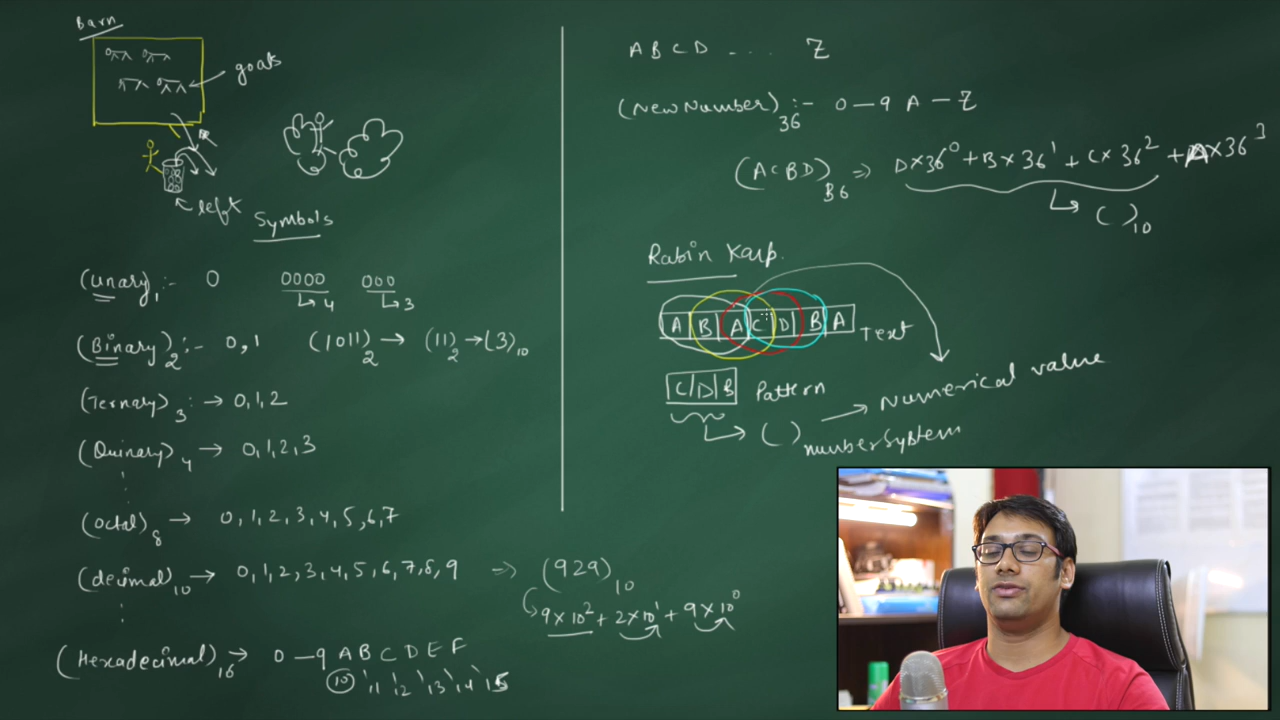 Barn
goats
left
Symbols
(Unary)₁ :- 0 0000 000
4 3
(Binary)₂ :- 0,1 (1011)₂ → (11)₂ → (3)₁₀
(Ternary)₃ :→ 0,1,2
(Quinary)₄ → 0,1,2,3
(Octal)₈ → 0,1,2,3,4,5,6,7
(decimal)₁₀ → 0,1,2,3,4,5,6,7,8,9 ⇒ (929)₁₀
9×10² + 2×10¹ + 9×10⁰
(Hexadecimal)₁₆ → 0—9 A B C D E F
10 11 12 13 14 15
A B C D .... Z
(New Number)₃₆ :- 0—9 A—Z
(ACBD)₃₆ ⇒ D×36⁰ + B×36¹ + C×36² + A×36³
↳ ( )₁₀
Rabin Karp.
A B A C D B A Text
C D B Pattern
→ ( ) number system → Numerical value